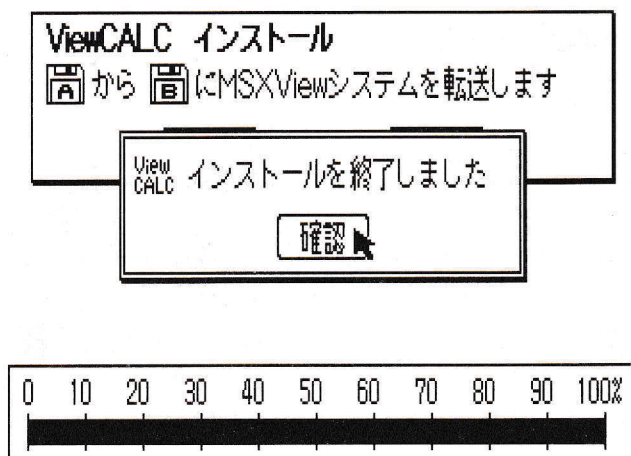 ViewCALC インストール
A から B にMSXViewシステムを転送します
View
CALC インストールを終了しました
確認
0 10 20 30 40 50 60 70 80 90 100%